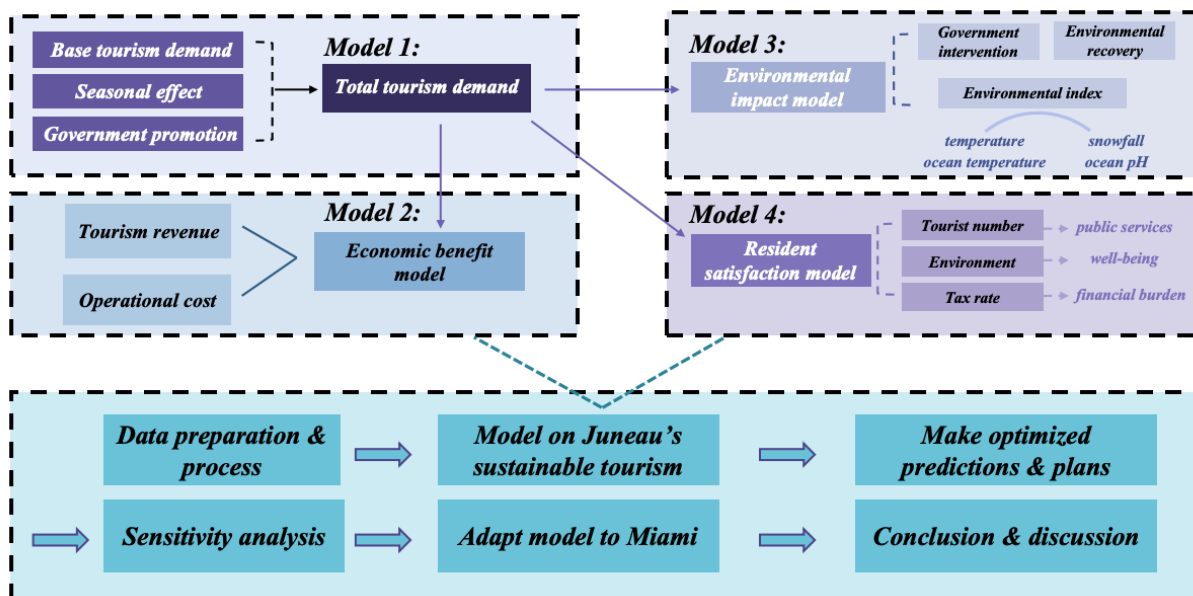 Model 1:
Base tourism demand
Seasonal effect
Government promotion
Total tourism demand
Model 3:
Environmental
impact model
Government
intervention
Environmental
recovery
Environmental index
temperature
ocean temperature
snowfall
ocean pH
Model 2:
Tourism revenue
Operational cost
Economic benefit
model
Model 4:
Resident
satisfaction model
Tourist number
public services
Environment
well-being
Tax rate
financial burden
Data preparation &
process
Model on Juneau's
sustainable tourism
Make optimized
predictions & plans
Sensitivity analysis
Adapt model to Miami
Conclusion & discussion